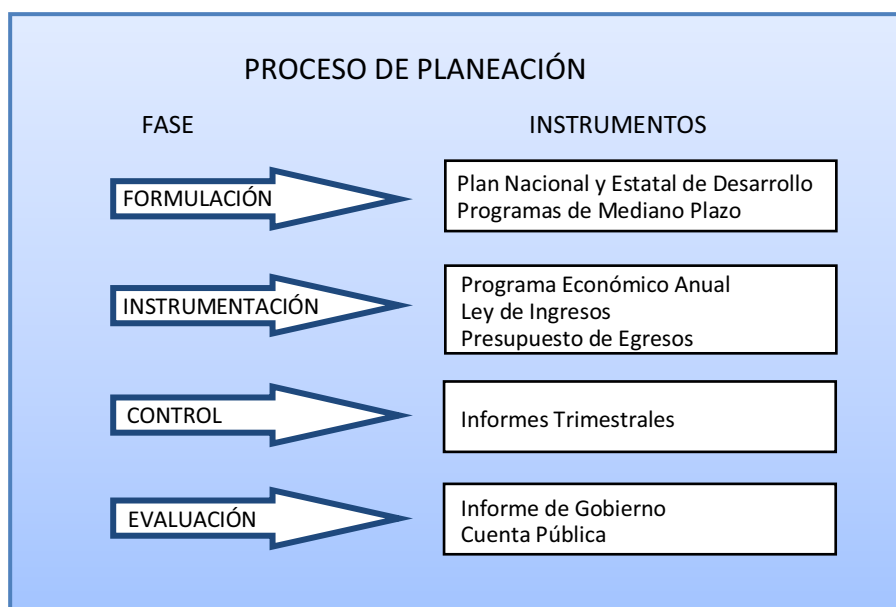 PROCESO DE PLANEACIÓN
FASE INSTRUMENTOS
FORMULACIÓN
Plan Nacional y Estatal de Desarrollo
Programas de Mediano Plazo
INSTRUMENTACIÓN
Programa Económico Anual
Ley de Ingresos
Presupuesto de Egresos
CONTROL
Informes Trimestrales
EVALUACIÓN
Informe de Gobierno
Cuenta Pública